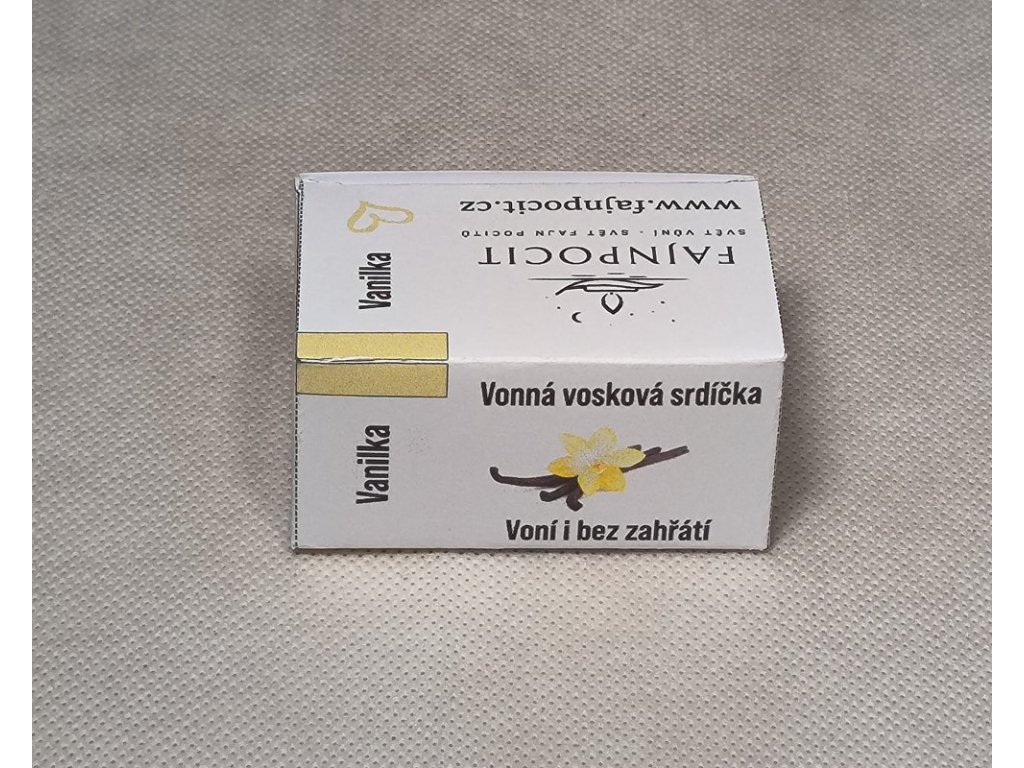 www.fajnpocit.cz
SVĚT VŮNÍ - SVĚT FAJN POCITŮ
FAJNPOCIT
Vanilka
Vonná vosková srdíčka
Vanilka
Voní i bez zahřátí